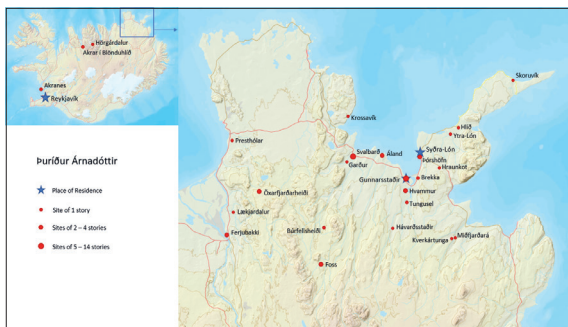 Hörgárdalur
Akrar í Blönduhlíð
Akranes
Reykjavík
Þuríður Árnadóttir
Place of Residence
Site of 1 story
Sites of 2 – 4 stories
Sites of 5 – 14 stories
Skoruvík
Krossavík
Hlíð
Ytra-Lón
Presthólar
Syðra-Lón
Svalbarð
Áland
Þórshöfn
Garður
Hraunkot
Gunnarsstaðir
Brekka
Öxarfjarðarheiði
Hvammur
Tungusel
Lækjardalur
Ferjubakki
Búrfellsheiði
Hávarðsstaðir
Kverkártunga
Miðfjarðará
Foss